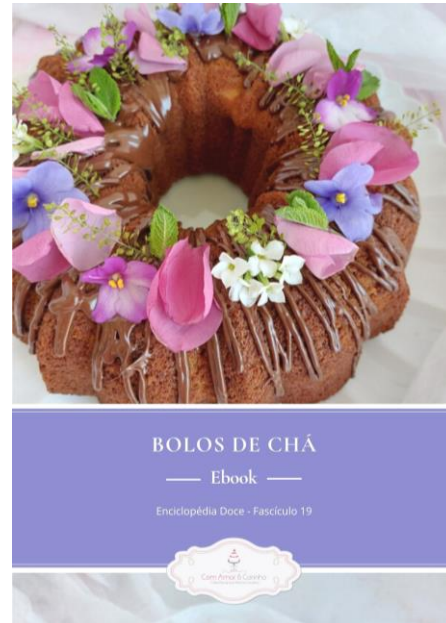 BOLOS DE CHÁ
Ebook
Enciclopédia Doce - Fascículo 19
Com Amor & Carinho